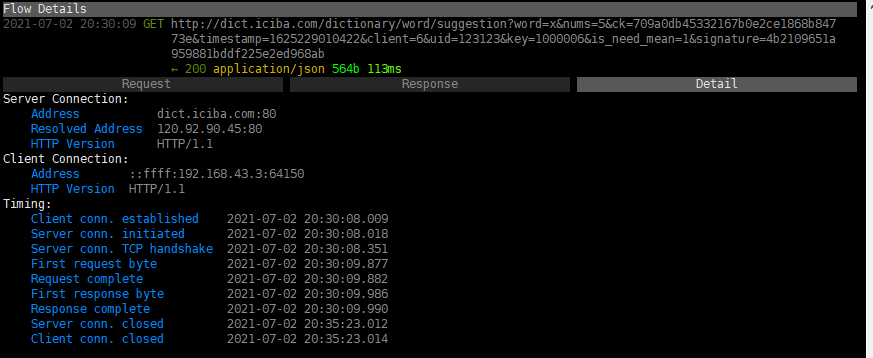 Flow Details
2021-07-02 20:30:09 GET http://dict.iciba.com/dictionary/word/suggestion?word=x&nums=5&ck=709a0db45332167b0e2ce1868b847
73e&timestamp=1625229010422&client=6&uid=123123&key=1000006&is_need_mean=1&signature=4b2109651a
959881bddf225e2ed968ab
← 200 application/json 564b 113ms
Request Response Detail
Server Connection:
Address dict.iciba.com:80
Resolved Address 120.92.90.45:80
HTTP Version HTTP/1.1
Client Connection:
Address ::ffff:192.168.43.3:64150
HTTP Version HTTP/1.1
Timing:
Client conn. established 2021-07-02 20:30:08.009
Server conn. initiated 2021-07-02 20:30:08.018
Server conn. TCP handshake 2021-07-02 20:30:08.351
First request byte 2021-07-02 20:30:09.877
Request complete 2021-07-02 20:30:09.882
First response byte 2021-07-02 20:30:09.986
Response complete 2021-07-02 20:30:09.990
Server conn. closed 2021-07-02 20:35:23.012
Client conn. closed 2021-07-02 20:35:23.014